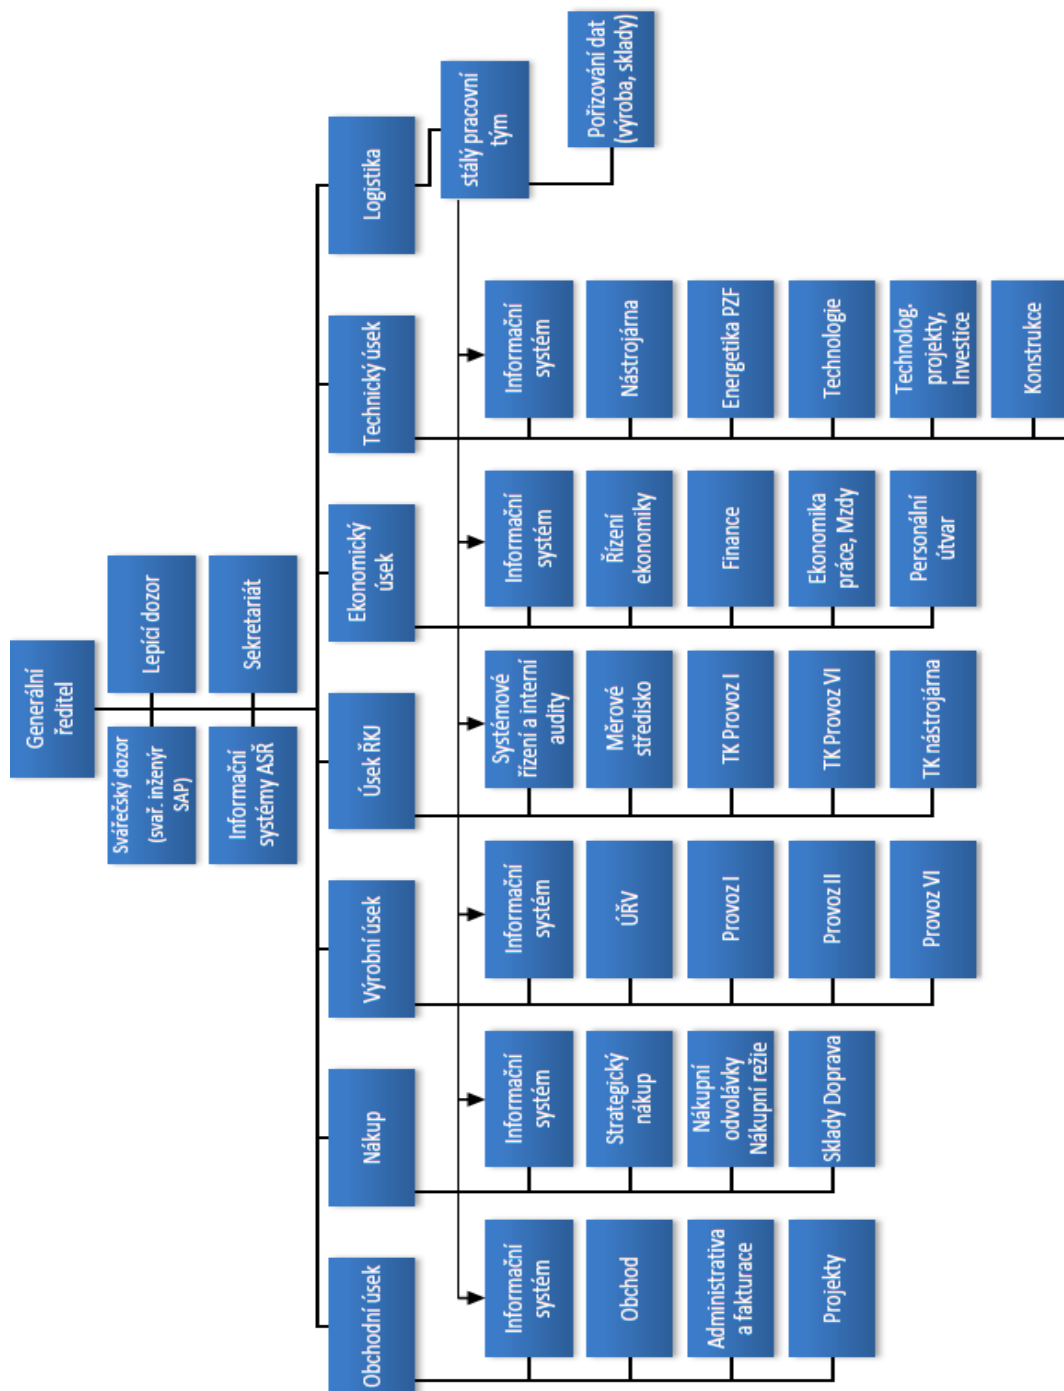 Generální
ředitel
Svářečský dozor
(svař. inženýr
SAP)
Lepící dozor
Informační
systémy ASŘ
Sekretariát
Obchodní úsek
Nákup
Výrobní úsek
Úsek ŘKJ
Ekonomický
úsek
Technický úsek
Logistika
stálý pracovní
tým
Pořizování dat
(výroba, sklady)
Informační
systém
Obchod
Administrativa
a fakturace
Projekty
Informační
systém
Strategický
nákup
Nákupní
odvolávky
Nákupní režie
Sklady Doprava
Informační
systém
ÚŘV
Provoz I
Provoz II
Provoz VI
Systémové
řízení a interní
audity
Měrové
středisko
TK Provoz I
TK Provoz VI
TK nástrojárna
Informační
systém
Řízení
ekonomiky
Finance
Ekonomika
práce, Mzdy
Personální
útvar
Informační
systém
Nástrojárna
Energetika PZF
Technologie
Technolog.
projekty,
Investice
Konstrukce